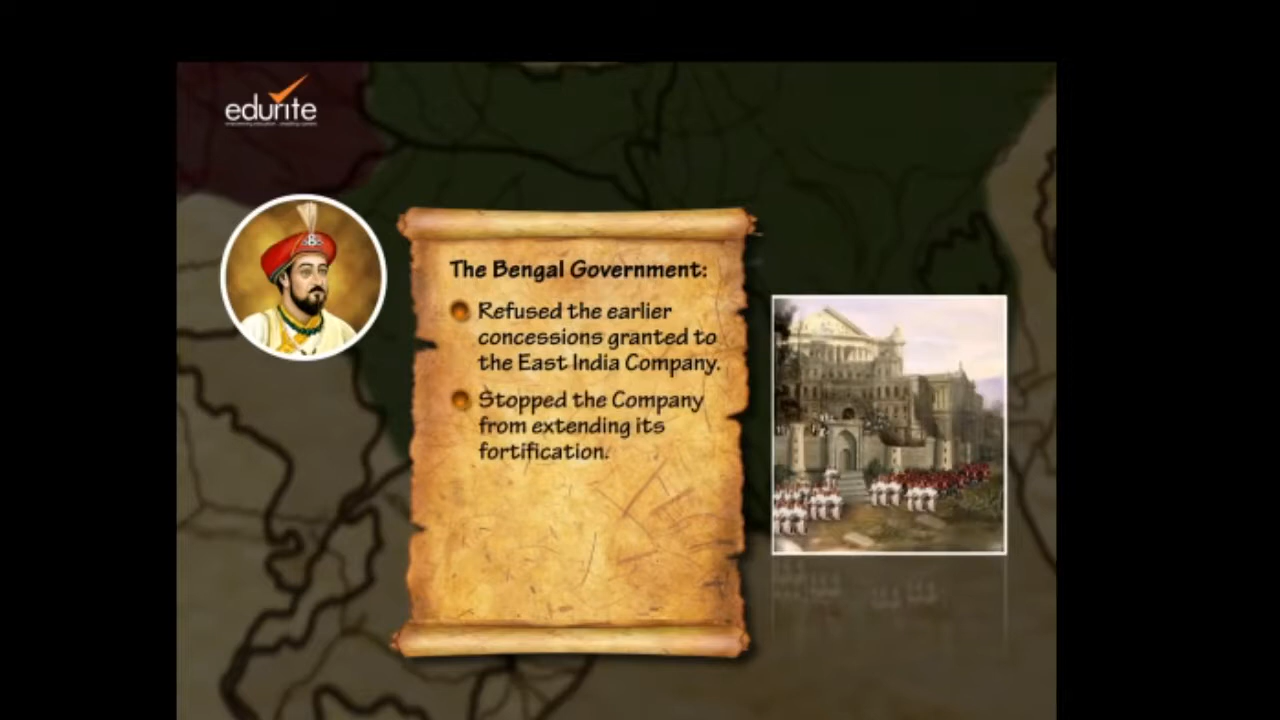 edurite
The Bengal Government:
Refused the earlier
concessions granted to
the East India Company.
Stopped the Company
from extending its
fortification.